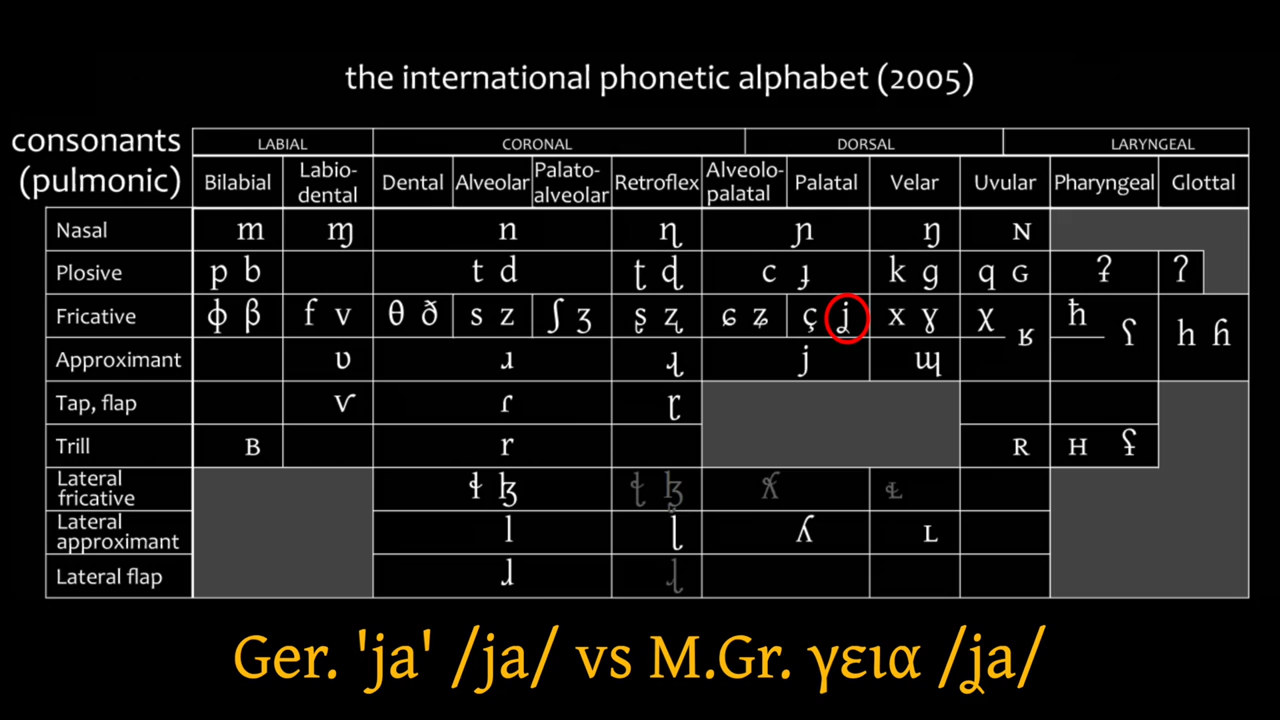 the international phonetic alphabet (2005)
consonants (pulmonic)
LABIAL CORONAL DORSAL LARYNGEAL
Bilabial Labio-dental Dental Alveolar Palato-alveolar Retroflex Alveolo-palatal Palatal Velar Uvular Pharyngeal Glottal
Nasal m ɱ n ɳ ɲ ŋ ɴ
Plosive p b t d ʈ ɖ c ɟ k ɡ q ɢ ʡ ʔ
Fricative ɸ β f v θ ð s z ʃ ʒ ʂ ʐ ɕ ʑ ç ʝ x ɣ χ ʁ ħ ʕ h ɦ
Approximant ʋ ɹ ɻ j ɰ
Tap, flap ⱱ ɾ ɽ
Trill ʙ r ʀ ʜ ʢ
Lateral fricative ɬ ɮ
Lateral approximant l ɭ ʎ ʟ
Lateral flap ɺ
Ger. 'ja' /ja/ vs M.Gr. γεια /ʝa/